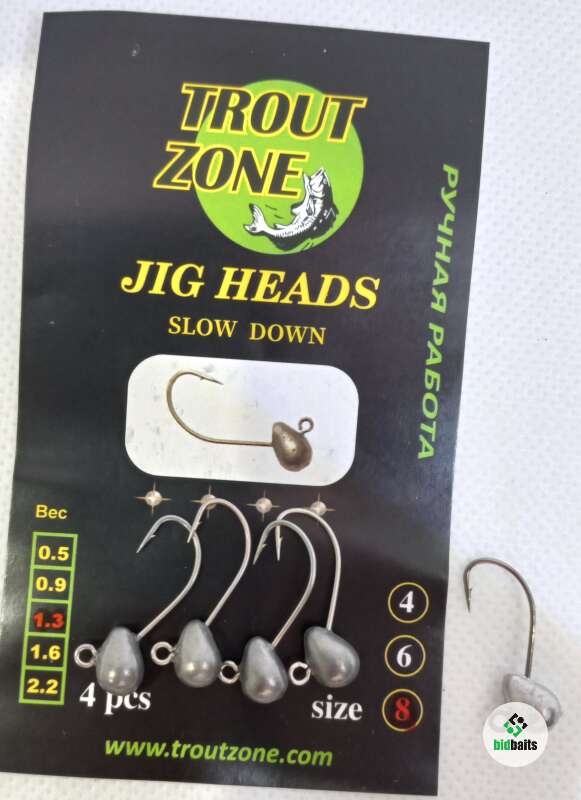 TROUT
ZONE
JIG HEADS
SLOW DOWN
РУЧНАЯ РАБОТА
Вес
0.5
0.9
1.3
1.6
2.2
4 pcs
4
6
8
size
www.troutzone.com
bidbaits